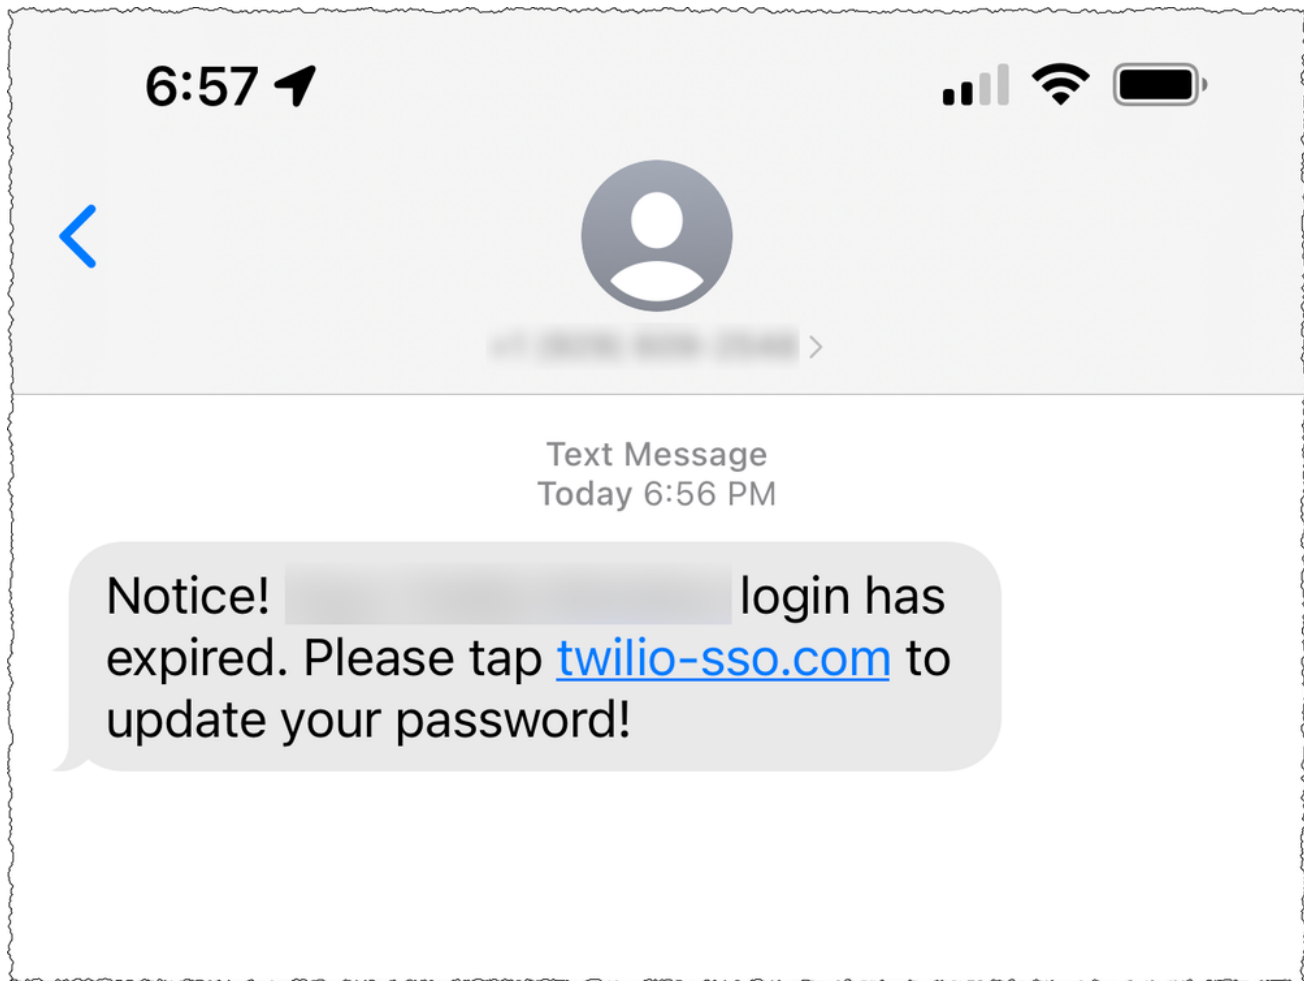 6:57
Text Message
Today 6:56 PM
Notice! login has
expired. Please tap twilio-sso.com to
update your password!